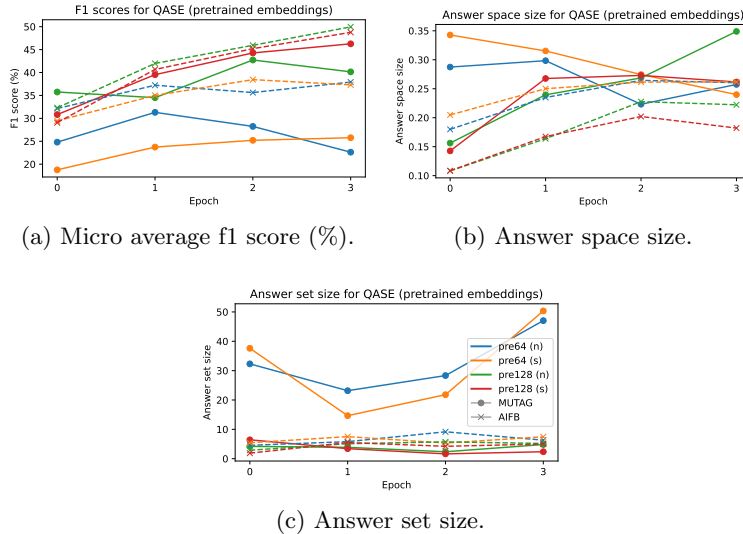 F1 scores for QASE (pretrained embeddings)
50
45
40
35
30
25
20
F1 score (%)
0 1 2 3
Epoch
(a) Micro average f1 score (%).
Answer space size for QASE (pretrained embeddings)
0.35
0.30
0.25
0.20
0.15
0.10
Answer space size
0 1 2 3
Epoch
(b) Answer space size.
Answer set size for QASE (pretrained embeddings)
50
40
30
20
10
0
Answer set size
pre64 (n)
pre64 (s)
pre128 (n)
pre128 (s)
MUTAG
AIFB
0 1 2 3
Epoch
(c) Answer set size.